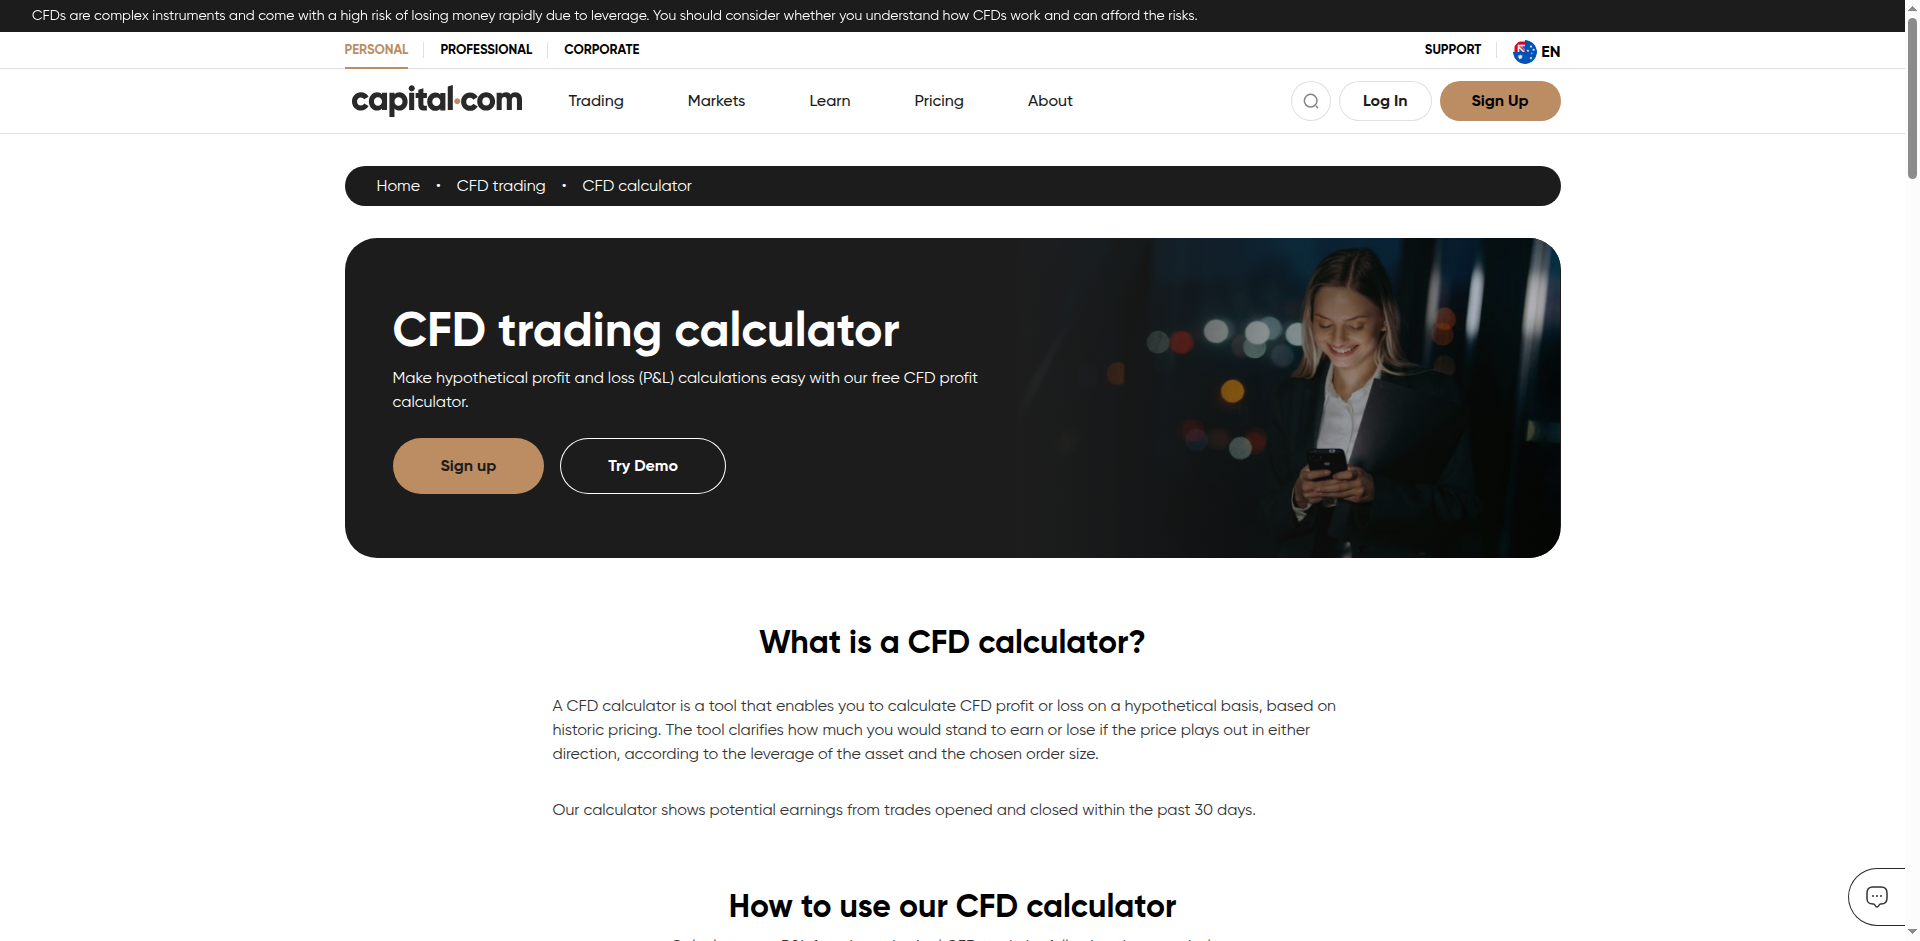 CFDs are complex instruments and come with a high risk of losing money rapidly due to leverage. You should consider whether you understand how CFDs work and can afford the risks.
PERSONAL PROFESSIONAL CORPORATE SUPPORT EN
capital.com Trading Markets Learn Pricing About Log In Sign Up
Home • CFD trading • CFD calculator
CFD trading calculator
Make hypothetical profit and loss (P&L) calculations easy with our free CFD profit
calculator.
Sign up Try Demo
What is a CFD calculator?
A CFD calculator is a tool that enables you to calculate CFD profit or loss on a hypothetical basis, based on
historic pricing. The tool clarifies how much you would stand to earn or lose if the price plays out in either
direction, according to the leverage of the asset and the chosen order size.
Our calculator shows potential earnings from trades opened and closed within the past 30 days.
How to use our CFD calculator